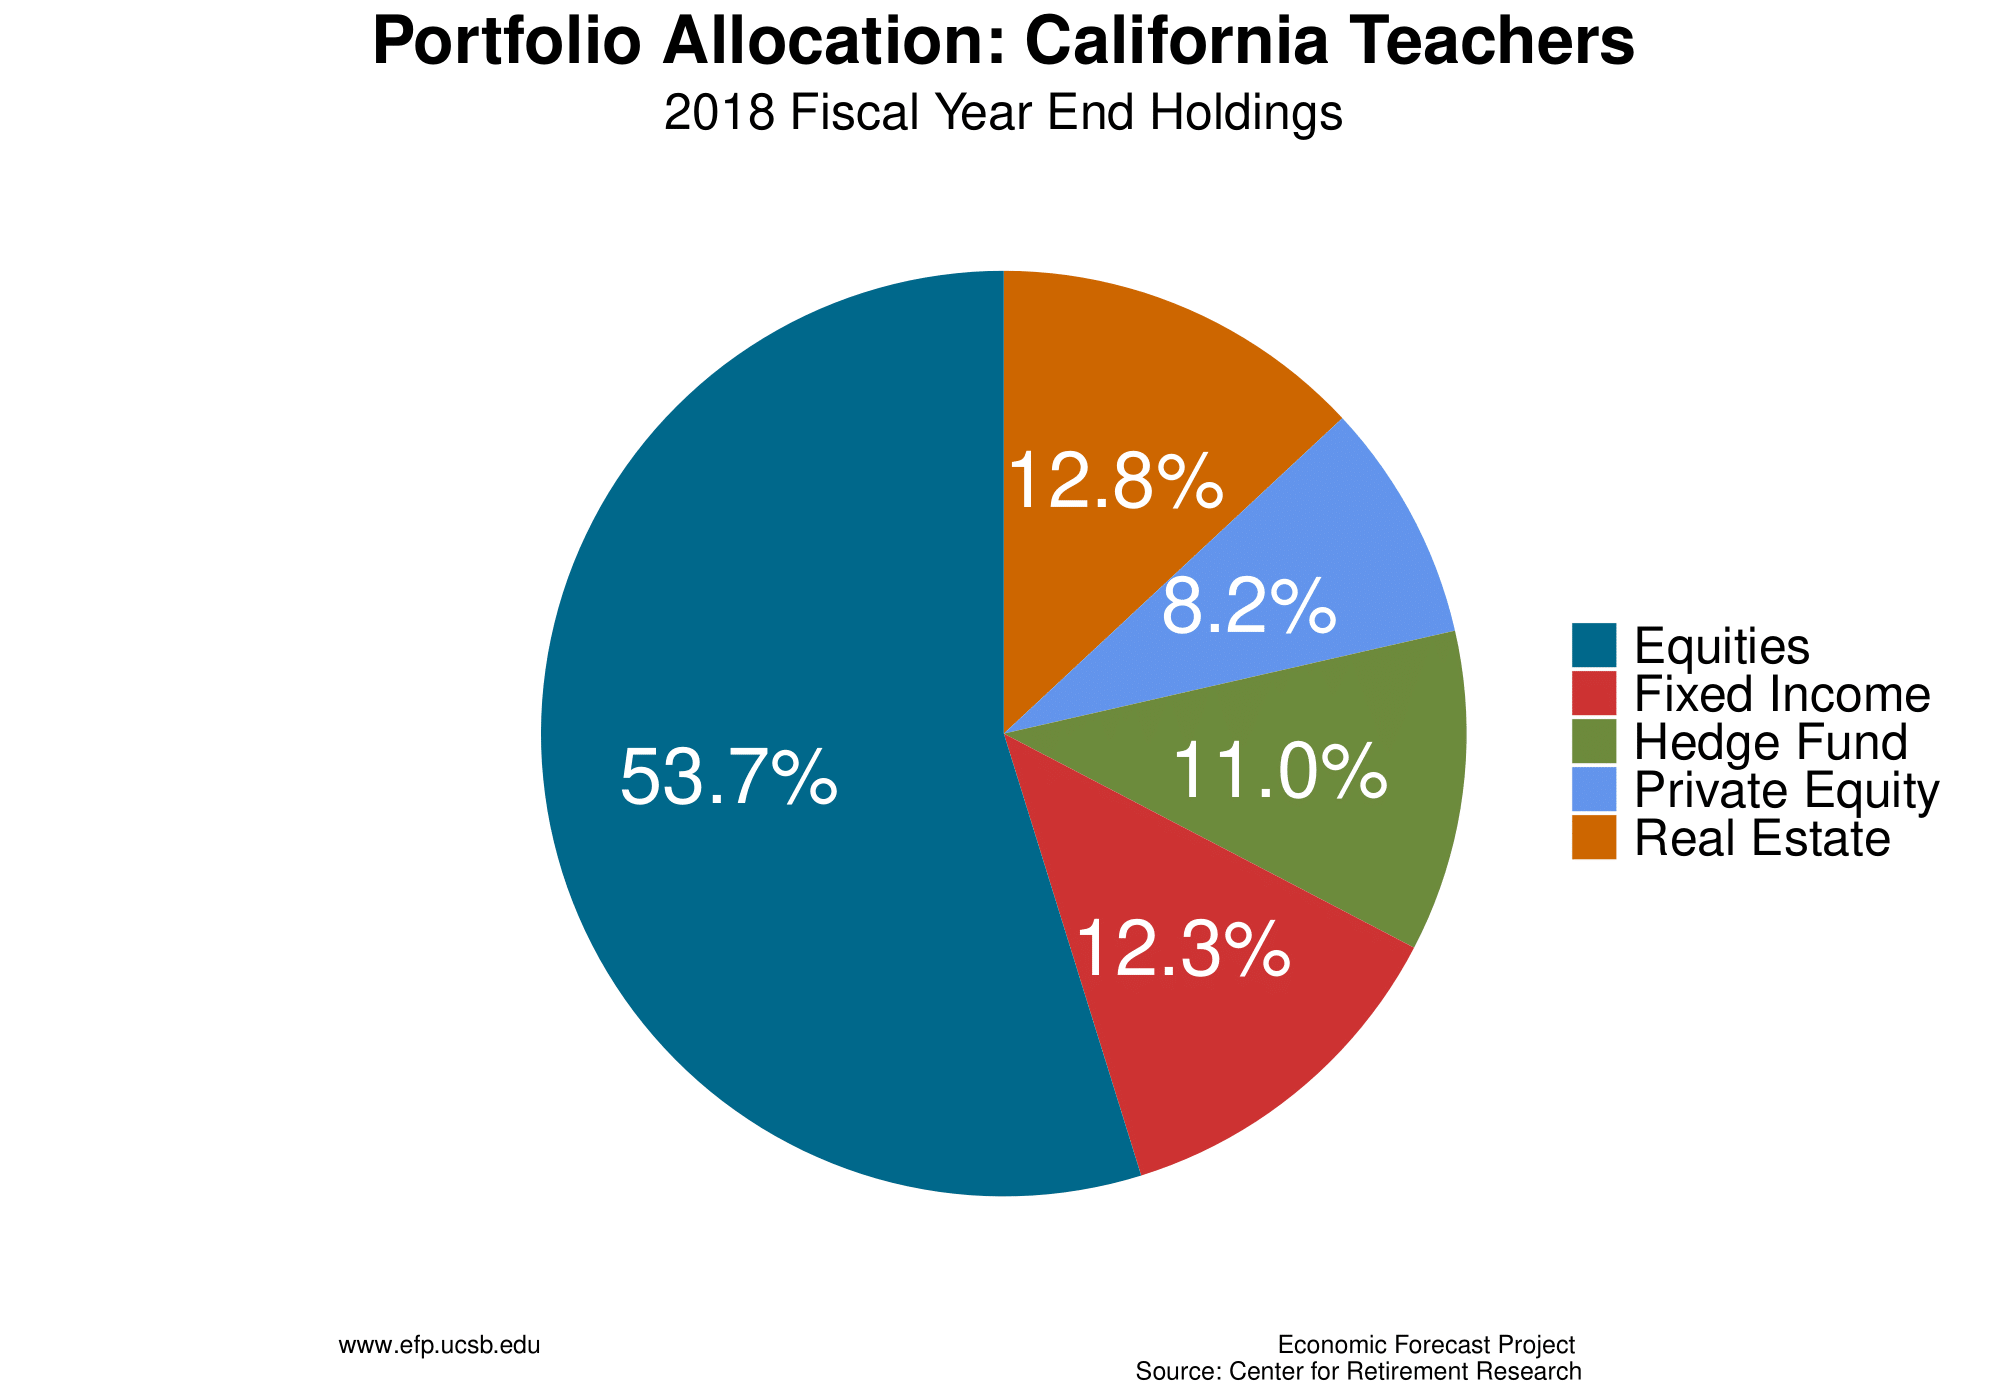 Portfolio Allocation: California Teachers
2018 Fiscal Year End Holdings
12.8%
8.2%
53.7%
11.0%
12.3%
Equities
Fixed Income
Hedge Fund
Private Equity
Real Estate
www.efp.ucsb.edu
Economic Forecast Project
Source: Center for Retirement Research